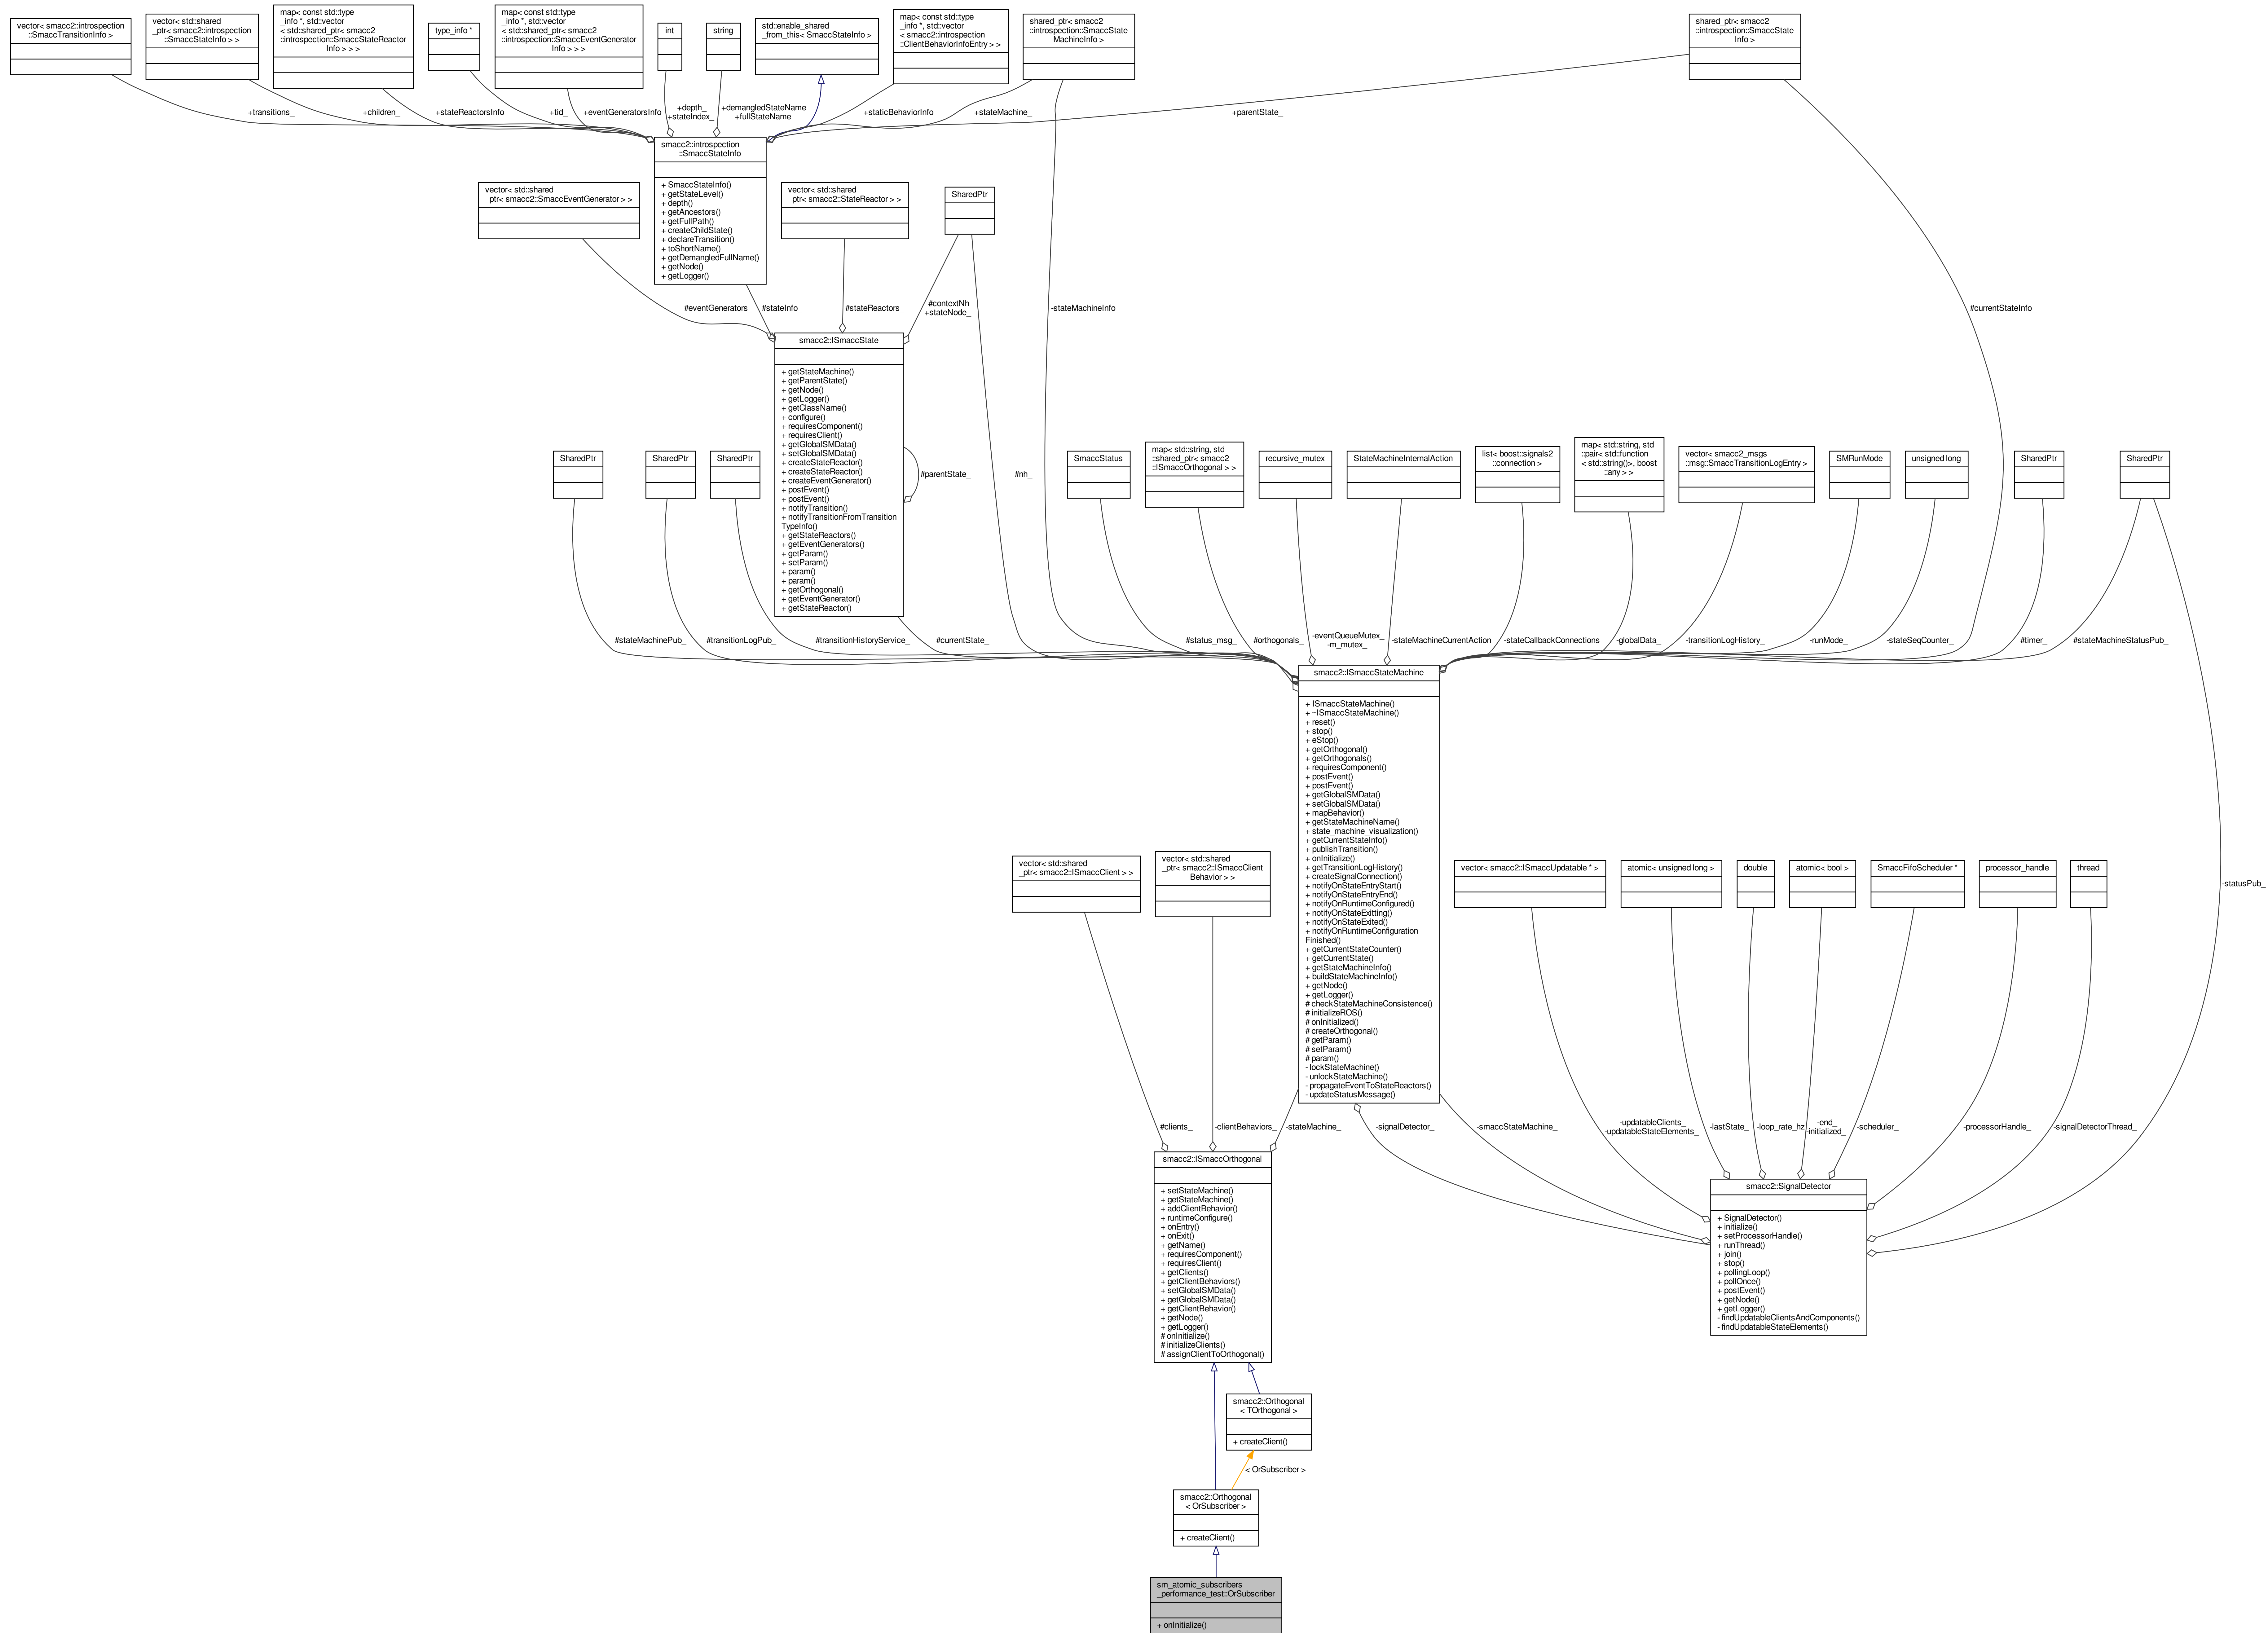 vector< smacc2::introspection
::SmaccTransitionInfo >
vector< std::shared
_ptr< smacc2::introspection
::SmaccStateInfo > >
map< const std::type
_info *, std::vector
< std::shared_ptr< smacc2
::introspection::SmaccStateReactor
Info > > >
type_info *
map< const std::type
_info *, std::vector
< std::shared_ptr< smacc2
::introspection::SmaccEventGenerator
Info > > >
int
string
std::enable_shared
_from_this< SmaccStateInfo >
map< const std::type
_info *, std::vector
< smacc2::introspection
::ClientBehaviorInfoEntry > >
shared_ptr< smacc2
::introspection::SmaccState
MachineInfo >
shared_ptr< smacc2
::introspection::SmaccState
Info >
+transitions_
+children_
+stateReactorsInfo
+tid_
+eventGeneratorsInfo
+depth_
+stateIndex_
+demangledStateName
+fullStateName
+staticBehaviorInfo
+stateMachine_
+parentState_
smacc2::introspection
::SmaccStateInfo
+ SmaccStateInfo()
+ getStateLevel()
+ depth()
+ getAncestors()
+ getFullPath()
+ createChildState()
+ declareTransition()
+ toShortName()
+ getDemangledFullName()
+ getNode()
+ getLogger()
vector< std::shared
_ptr< smacc2::SmaccEventGenerator > >
vector< std::shared
_ptr< smacc2::StateReactor > >
SharedPtr
#eventGenerators_
#stateInfo_
#stateReactors_
#contextNh
+stateNode_
-stateMachineInfo_
#currentStateInfo_
smacc2::ISmaccState
+ getStateMachine()
+ getParentState()
+ getNode()
+ getLogger()
+ getClassName()
+ configure()
+ requiresComponent()
+ requiresClient()
+ getGlobalSMData()
+ setGlobalSMData()
+ createStateReactor()
+ createStateReactor()
+ createEventGenerator()
+ postEvent()
+ postEvent()
+ notifyTransition()
+ notifyTransitionFromTransition
TypeInfo()
+ getStateReactors()
+ getEventGenerators()
+ getParam()
+ setParam()
+ param()
+ param()
+ getOrthogonal()
+ getEventGenerator()
+ getStateReactor()
#parentState_
#nh_
SharedPtr
SharedPtr
SharedPtr
SmaccStatus
map< std::string, std
::shared_ptr< smacc2
::ISmaccOrthogonal > >
recursive_mutex
StateMachineInternalAction
list< boost::signals2
::connection >
map< std::string, std
::pair< std::function
< std::string()>, boost
::any > >
vector< smacc2_msgs
::msg::SmaccTransitionLogEntry >
SMRunMode
unsigned long
SharedPtr
SharedPtr
#stateMachinePub_
#transitionLogPub_
#transitionHistoryService_
#currentState_
#status_msg_
#orthogonals_
-eventQueueMutex_
-m_mutex_
-stateMachineCurrentAction
-stateCallbackConnections
-globalData_
-transitionLogHistory_
-runMode_
-stateSeqCounter_
#timer_
#stateMachineStatusPub_
smacc2::ISmaccStateMachine
+ ISmaccStateMachine()
+ ~ISmaccStateMachine()
+ reset()
+ stop()
+ eStop()
+ getOrthogonal()
+ getOrthogonals()
+ requiresComponent()
+ postEvent()
+ postEvent()
+ getGlobalSMData()
+ setGlobalSMData()
+ mapBehavior()
+ getStateMachineName()
+ state_machine_visualization()
+ getCurrentStateInfo()
+ publishTransition()
+ onInitialize()
+ getTransitionLogHistory()
+ createSignalConnection()
+ notifyOnStateEntryStart()
+ notifyOnStateEntryEnd()
+ notifyOnRuntimeConfigured()
+ notifyOnStateExitting()
+ notifyOnStateExited()
+ notifyOnRuntimeConfiguration
Finished()
+ getCurrentStateCounter()
+ getCurrentState()
+ getStateMachineInfo()
+ buildStateMachineInfo()
+ getNode()
+ getLogger()
# checkStateMachineConsistence()
# initializeROS()
# onInitialized()
# createOrthogonal()
# getParam()
# setParam()
# param()
- lockStateMachine()
- unlockStateMachine()
- propagateEventToStateReactors()
- updateStatusMessage()
vector< std::shared
_ptr< smacc2::ISmaccClient > >
vector< std::shared
_ptr< smacc2::ISmaccClient
Behavior > >
vector< smacc2::ISmaccUpdatable * >
atomic< unsigned long >
double
atomic< bool >
SmaccFifoScheduler *
processor_handle
thread
-statusPub_
#clients_
-clientBehaviors_
-stateMachine_
-signalDetector_
-smaccStateMachine_
-updatableClients_
-updatableStateElements_
-lastState_
-loop_rate_hz
-end_
-initialized_
-scheduler_
-processorHandle_
-signalDetectorThread_
smacc2::ISmaccOrthogonal
+ setStateMachine()
+ getStateMachine()
+ addClientBehavior()
+ runtimeConfigure()
+ onEntry()
+ onExit()
+ getName()
+ requiresComponent()
+ requiresClient()
+ getClients()
+ getClientBehaviors()
+ setGlobalSMData()
+ getGlobalSMData()
+ getClientBehavior()
+ getNode()
+ getLogger()
# onInitialize()
# initializeClients()
# assignClientToOrthogonal()
smacc2::SignalDetector
+ SignalDetector()
+ initialize()
+ setProcessorHandle()
+ runThread()
+ join()
+ stop()
+ pollingLoop()
+ pollOnce()
+ postEvent()
+ getNode()
+ getLogger()
- findUpdatableClientsAndComponents()
- findUpdatableStateElements()
smacc2::Orthogonal
< TOrthogonal >
+ createClient()
< OrSubscriber >
smacc2::Orthogonal
< OrSubscriber >
+ createClient()
sm_atomic_subscribers
_performance_test::OrSubscriber
+ onInitialize()